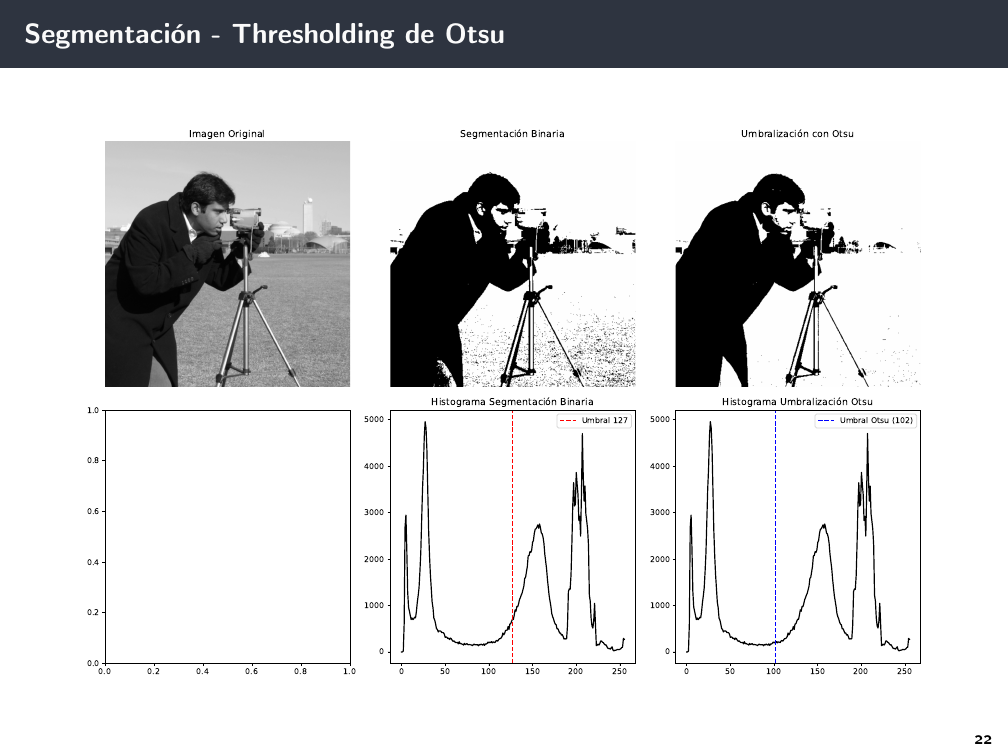 Segmentación - Thresholding de Otsu
Imagen Original
Segmentación Binaria
Umbralización con Otsu
1.0
0.8
0.6
0.4
0.2
0.0
0.0 0.2 0.4 0.6 0.8 1.0
Histograma Segmentación Binaria
Umbral 127
5000
4000
3000
2000
1000
0
0 50 100 150 200 250
Histograma Umbralización Otsu
Umbral Otsu (102)
5000
4000
3000
2000
1000
0
0 50 100 150 200 250
22